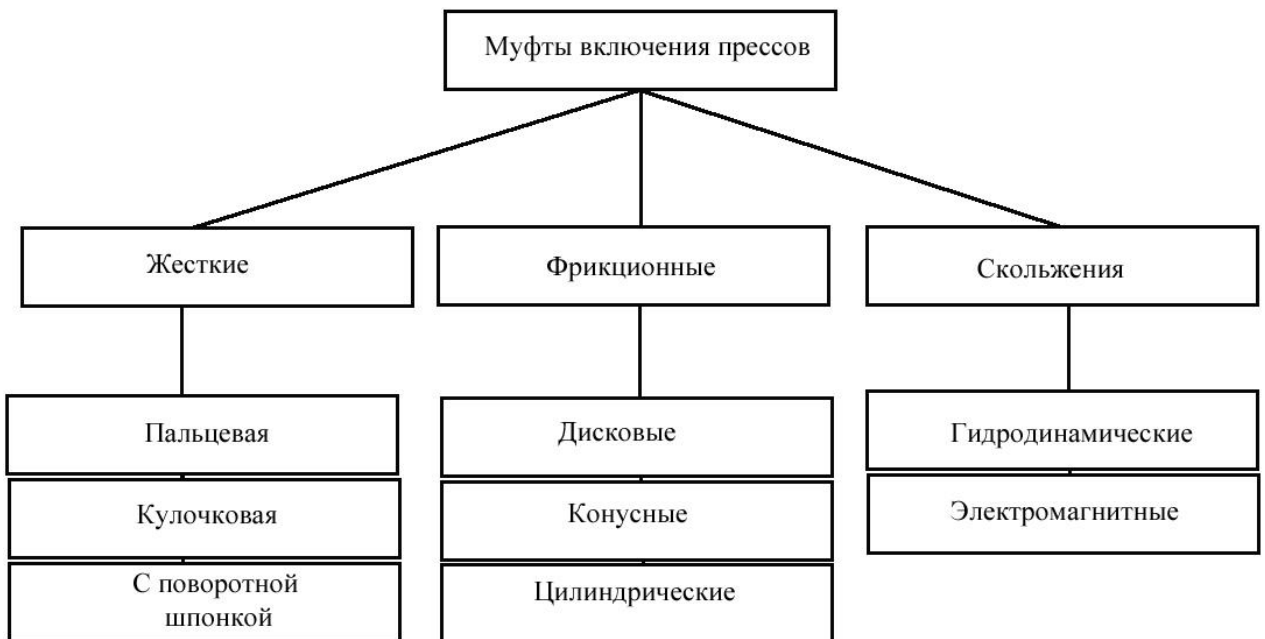 Муфты включения прессов
Жесткие
Фрикционные
Скольжения
Пальцевая
Кулочковая
С поворотной
шпонкой
Дисковые
Конусные
Цилиндрические
Гидродинамические
Электромагнитные